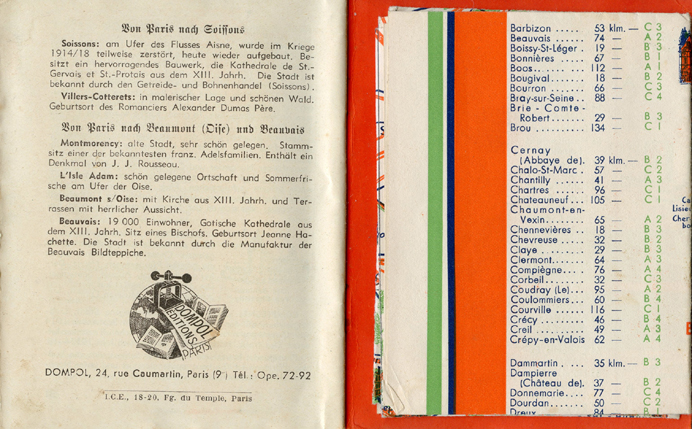 Von Paris nach Soissons
Soissons: am Ufer des Flusses Aisne, wurde im Kriege
1914/18 teilweise zerstört, heute wieder aufgebaut. Be-
sitzt ein hervorragendes Bauwerk, die Kathedrale de St.-
Gervais et St.-Protais aus dem XIII. Jahrh. Die Stadt ist
bekannt durch den Getreide- und Bohnenhandel (Soissons).
Villers-Cotterets: in malerischer Lage und schönen Wald.
Geburtsort des Romanciers Alexander Dumas Père.
Von Paris nach Beaumont (Oise) und Beauvais
Montmorency: alte Stadt, sehr schön gelegen, Stamm-
sitz einer der bekanntesten franz. Adelsfamilien. Enthält ein
Denkmal von J. J. Rousseau.
L'Isle Adam: schön gelegene Ortschaft und Sommerfri-
sche am Ufer der Oise.
Beaumont s/Oise: mit Kirche aus XIII. Jahrh. und Ter-
rassen mit herrlicher Aussicht.
Beauvais: 19 000 Einwohner, Gotische Kathedrale aus
dem XIII. Jahrh. Sitz eines Bischofs. Geburtsort Jeanne Ha-
chette. Die Stadt ist bekannt durch die Manufaktur der
Beauvais Bildteppiche.
DOMPOL
EDITIONS
PARIS
DOMPOL, 24, rue Caumartin, Paris (9e) Tél.: Ope. 72-92
I.C.E., 18-20, Fg. du Temple, Paris
Barbizon ..... 53 klm. — C 3
Beauvais ..... 74 — A 2
Boissy-St-Léger . 19 — B 3
Bonnières .... 67 — B 1
Boos........ 112 — A 1
Bougival...... 18 — B 2
Bourron ..... 66 — C 3
Bray-sur-Seine .. 88 — C 4
Brie - Comte -
Robert...... 29 — B 3
Brou ....... 134 — C 1
Cernay
(Abbaye de). 39 klm. — B 2
Chalo-St-Marc . 57 — C 2
Chantilly ..... 41 — A 3
Chartres ..... 96 — C 1
Chateauneuf... 105 — C 1
Chaumont-en-
Vexin....... 65 — A 2
Chennevières .. 18 — B 3
Chevreuse .... 32 — B 2
Claye ....... 29 — B 3
Clermont..... 64 — A 3
Compiègne.... 76 — A 4
Corbeil...... 32 — C 3
Coudray (Le)... 95 — A 2
Coulommiers... 60 — B 4
Courville ..... 116 — C 1
Crécy ....... 46 — B 4
Creil ........ 49 — A 3
Crépy-en-Valois 62 — A 4
Dammartin ... 35 klm. — B 3
Dampierre
(Château de). 37 — B 2
Donnemarie... 77 — C 4
Dourdan ..... 50 — C 2
Dreux ...... 84 — B 1